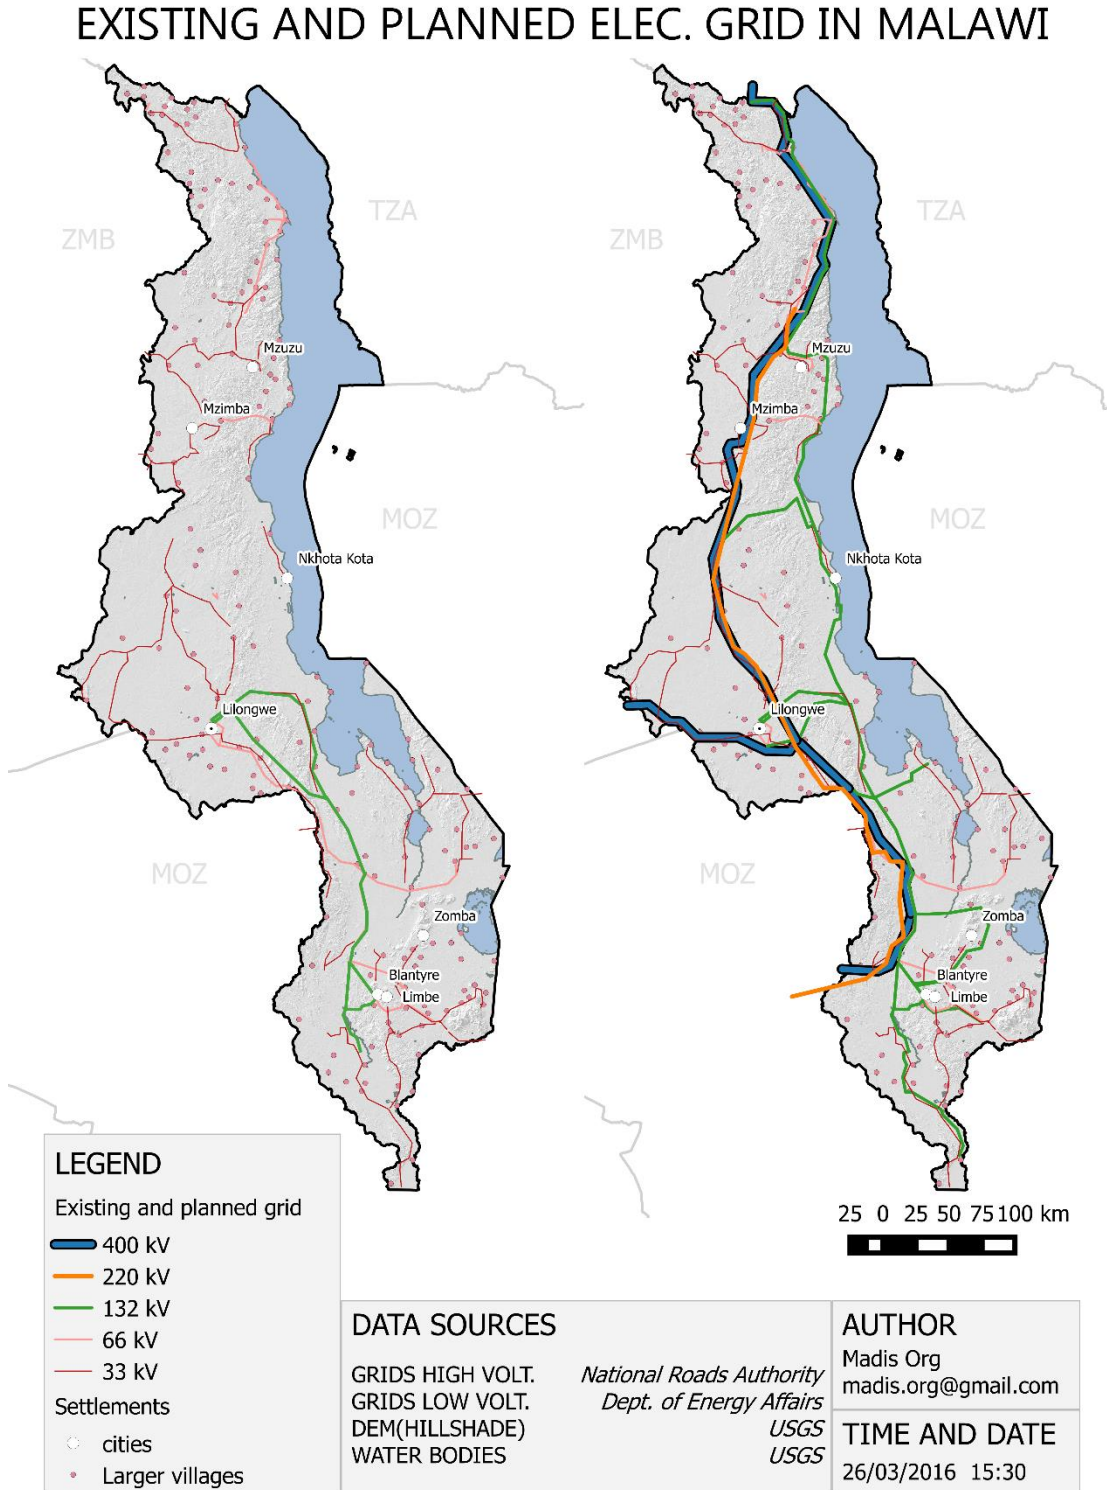 EXISTING AND PLANNED ELEC. GRID IN MALAWI
TZA
ZMB
Mzuzu
Mzimba
MOZ
Nkhota Kota
Lilongwe
MOZ
Zomba
Blantyre
Limbe
TZA
ZMB
Mzuzu
Mzimba
MOZ
Nkhota Kota
Lilongwe
MOZ
Zomba
Blantyre
Limbe
25 0 25 50 75 100 km
LEGEND
Existing and planned grid
400 kV
220 kV
132 kV
66 kV
33 kV
Settlements
cities
Larger villages
DATA SOURCES
GRIDS HIGH VOLT. National Roads Authority
GRIDS LOW VOLT. Dept. of Energy Affairs
DEM(HILLSHADE) USGS
WATER BODIES USGS
AUTHOR
Madis Org
madis.org@gmail.com
TIME AND DATE
26/03/2016 15:30